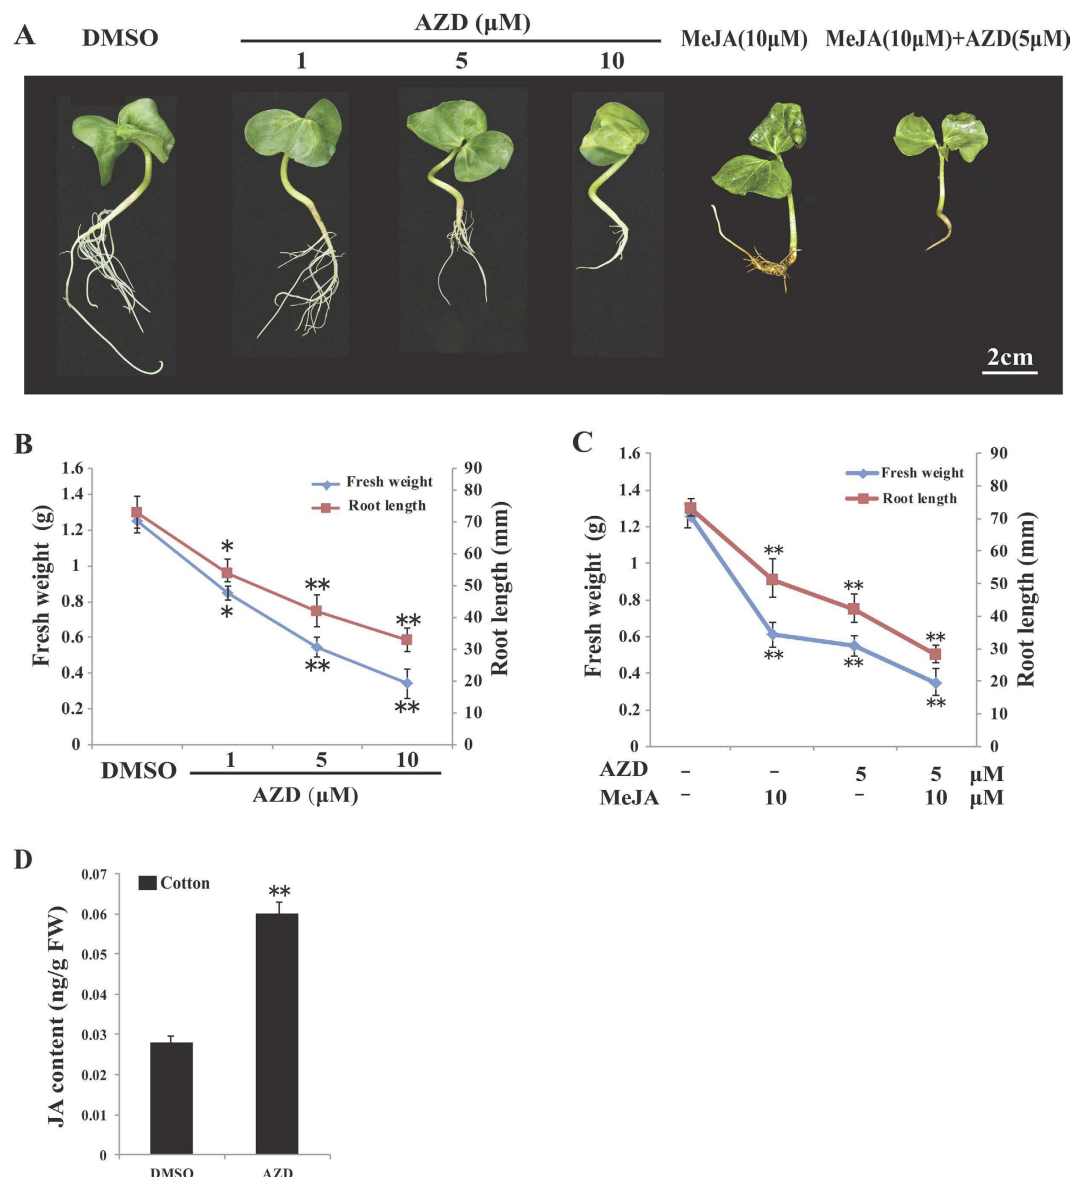 A
DMSO
AZD (μM)
1 5 10
MeJA(10μM)
MeJA(10μM)+AZD(5μM)
2cm
B
Fresh weight (g)
1.6
1.4
1.2
1
0.8
0.6
0.4
0.2
0
Fresh weight
Root length
* ** **
* ** **
90
80
70
60
50
40
30
20
10
0
Root length (mm)
DMSO 1 5 10
AZD (μM)
C
Fresh weight (g)
1.6
1.4
1.2
1
0.8
0.6
0.4
0.2
0
Fresh weight
Root length
** ** **
** ** **
90
80
70
60
50
40
30
20
10
0
Root length (mm)
AZD – – 5 5 μM
MeJA – 10 – 10 μM
D
JA content (ng/g FW)
0.07
0.06
0.05
0.04
0.03
0.02
0.01
0
Cotton
**
DMSO AZD